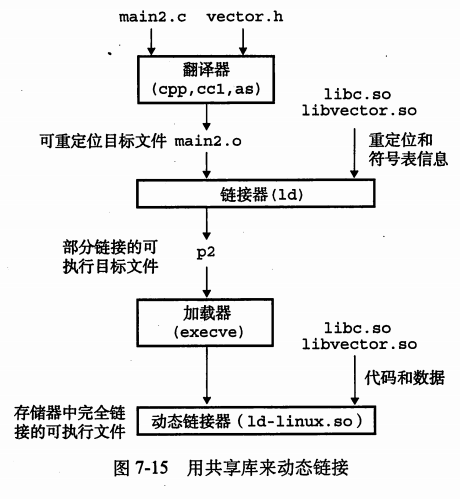 main2.c vector.h
翻译器
(cpp,cc1,as)
libc.so
libvector.so
可重定位目标文件 main2.o
重定位和
符号表信息
链接器(ld)
部分链接的可
执行目标文件
p2
加载器
(execve)
libc.so
libvector.so
代码和数据
存储器中完全链
接的可执行文件
动态链接器(ld-linux.so)
图 7-15 用共享库来动态链接